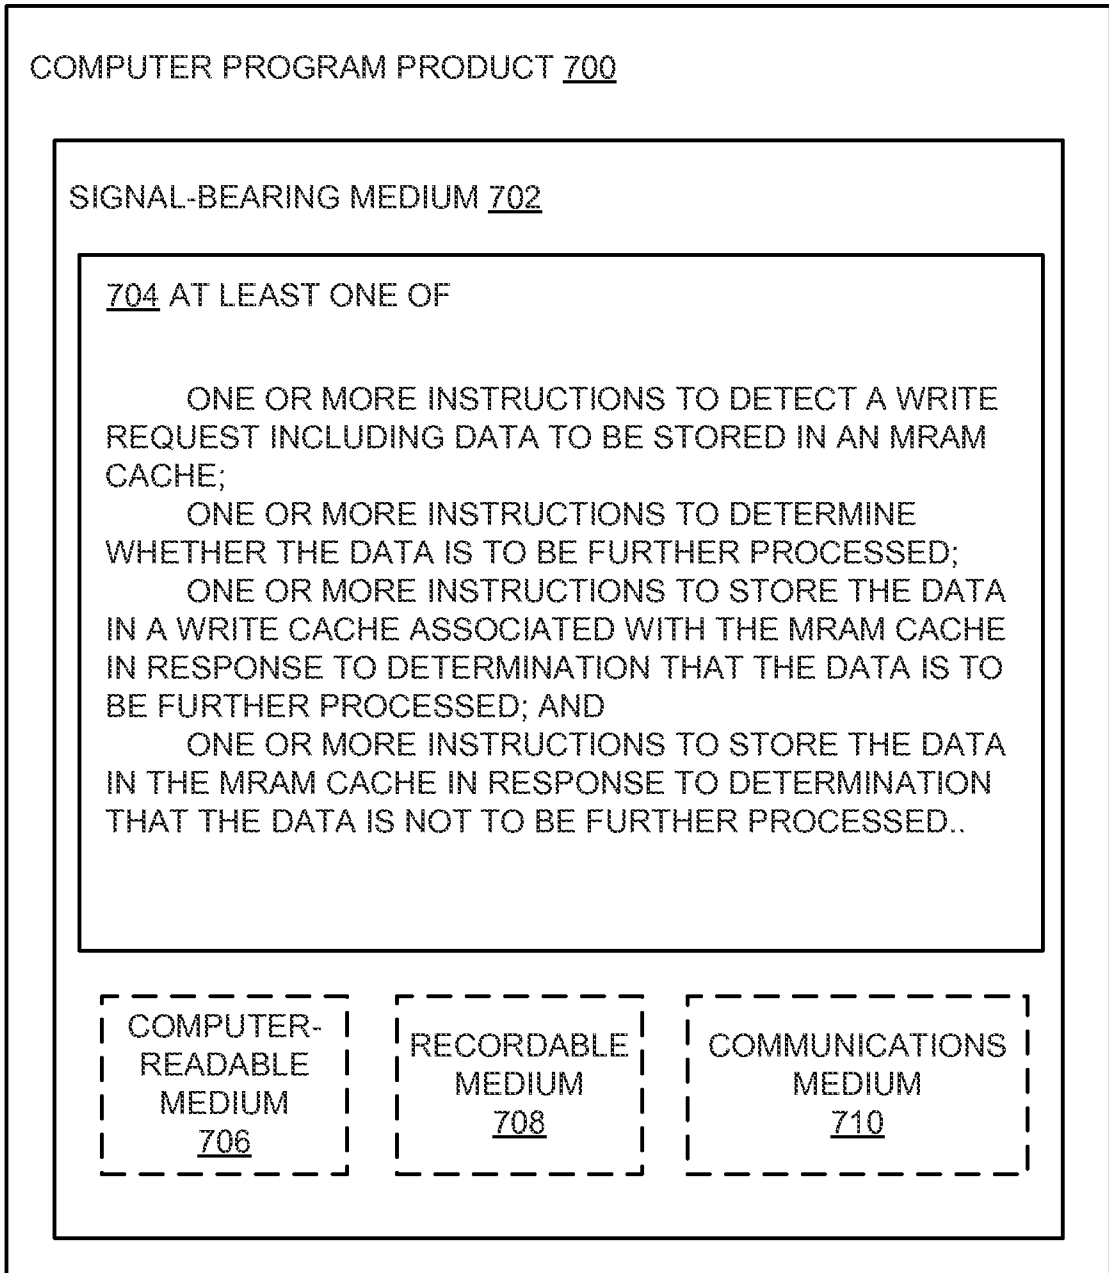 COMPUTER PROGRAM PRODUCT 700
SIGNAL-BEARING MEDIUM 702
704 AT LEAST ONE OF
ONE OR MORE INSTRUCTIONS TO DETECT A WRITE
REQUEST INCLUDING DATA TO BE STORED IN AN MRAM
CACHE;
ONE OR MORE INSTRUCTIONS TO DETERMINE
WHETHER THE DATA IS TO BE FURTHER PROCESSED;
ONE OR MORE INSTRUCTIONS TO STORE THE DATA
IN A WRITE CACHE ASSOCIATED WITH THE MRAM CACHE
IN RESPONSE TO DETERMINATION THAT THE DATA IS TO
BE FURTHER PROCESSED; AND
ONE OR MORE INSTRUCTIONS TO STORE THE DATA
IN THE MRAM CACHE IN RESPONSE TO DETERMINATION
THAT THE DATA IS NOT TO BE FURTHER PROCESSED..
COMPUTER-
READABLE
MEDIUM
706
RECORDABLE
MEDIUM
708
COMMUNICATIONS
MEDIUM
710